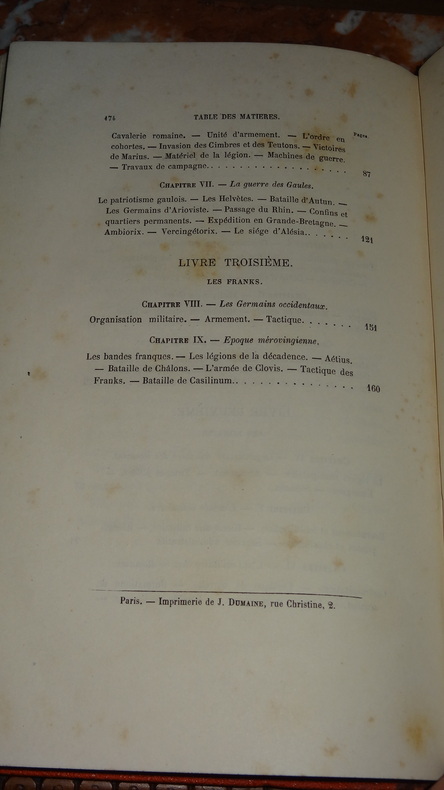 174 TABLE DES MATIÈRES.
Pages
Cavalerie romaine. — Unité d'armement. — L'ordre en
cohortes. — Invasion des Cimbres et des Teutons. — Victoires
de Marius. — Matériel de la légion. — Machines de guerre.
— Travaux de campagne. . . . . . . . . . . . . . . . . . 87
CHAPITRE VII. — La guerre des Gaules.
Le patriotisme gaulois. — Les Helvètes. — Bataille d'Autun. —
Les Germains d'Arioviste. — Passage du Rhin. — Confins et
quartiers permanents. — Expédition en Grande-Bretagne. —
Ambiorix. — Vercingétorix. — Le siége d'Alésia. . . . . . . 121
LIVRE TROISIÈME.
LES FRANKS.
CHAPITRE VIII. — Les Germains occidentaux.
Organisation militaire. — Armement. — Tactique. . . . . . . 151
CHAPITRE IX. — Epoque mérovingienne.
Les bandes franques. — Les légions de la décadence. — Aétius.
— Bataille de Châlons. — L'armée de Clovis. — Tactique des
Franks. — Bataille de Casilinum. . . . . . . . . . . . . . . 160
Paris. — Imprimerie de J. DUMAINE, rue Christine, 2.